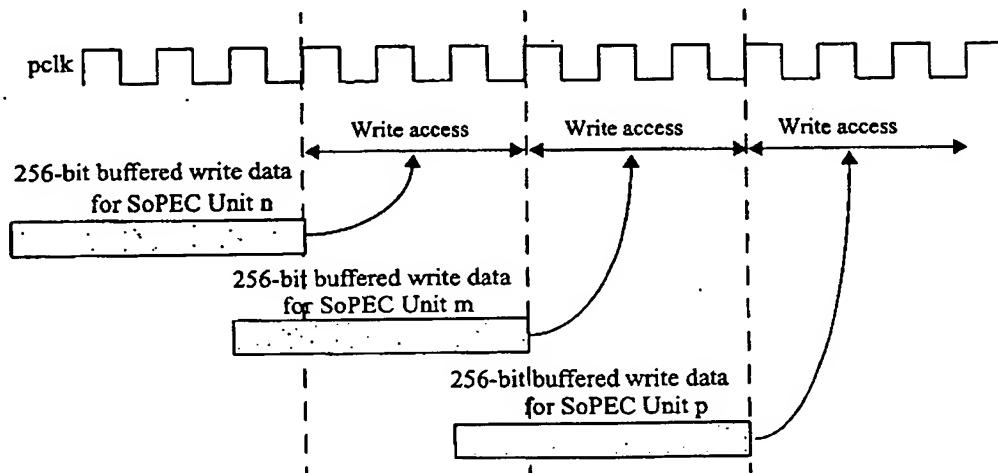 pclk
Write access
Write access
Write access
256-bit buffered write data
for SoPEC Unit n
256-bit buffered write data
for SoPEC Unit m
256-bit buffered write data
for SoPEC Unit p